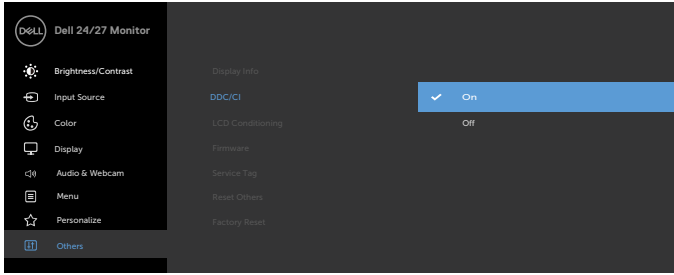 DELL Dell 24/27 Monitor
Brightness/Contrast
Input Source
Color
Display
Audio & Webcam
Menu
Personalize
Others
Display Info
DDC/CI
LCD Conditioning
Firmware
Service Tag
Reset Others
Factory Reset
On
Off